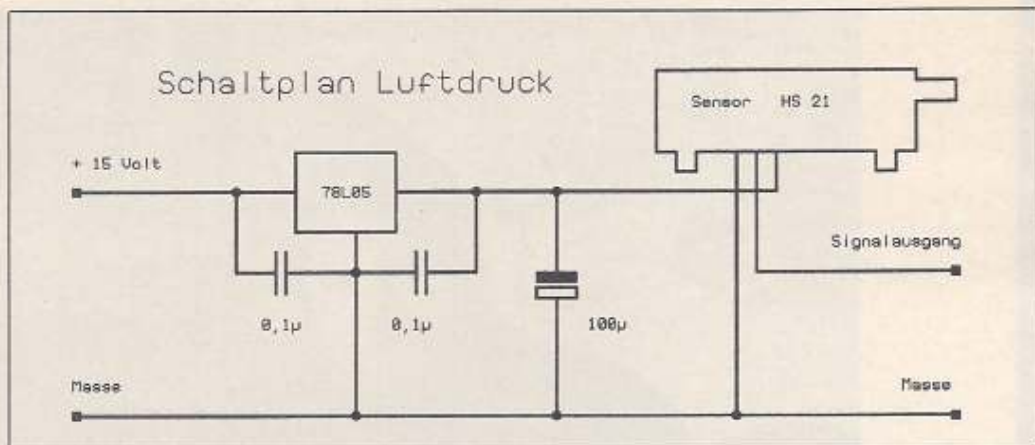 Schaltplan Luftdruck
Sensor HS 21
+ 15 Volt
78L05
Signalausgang
0,1µ
0,1µ
100µ
Masse
Masse